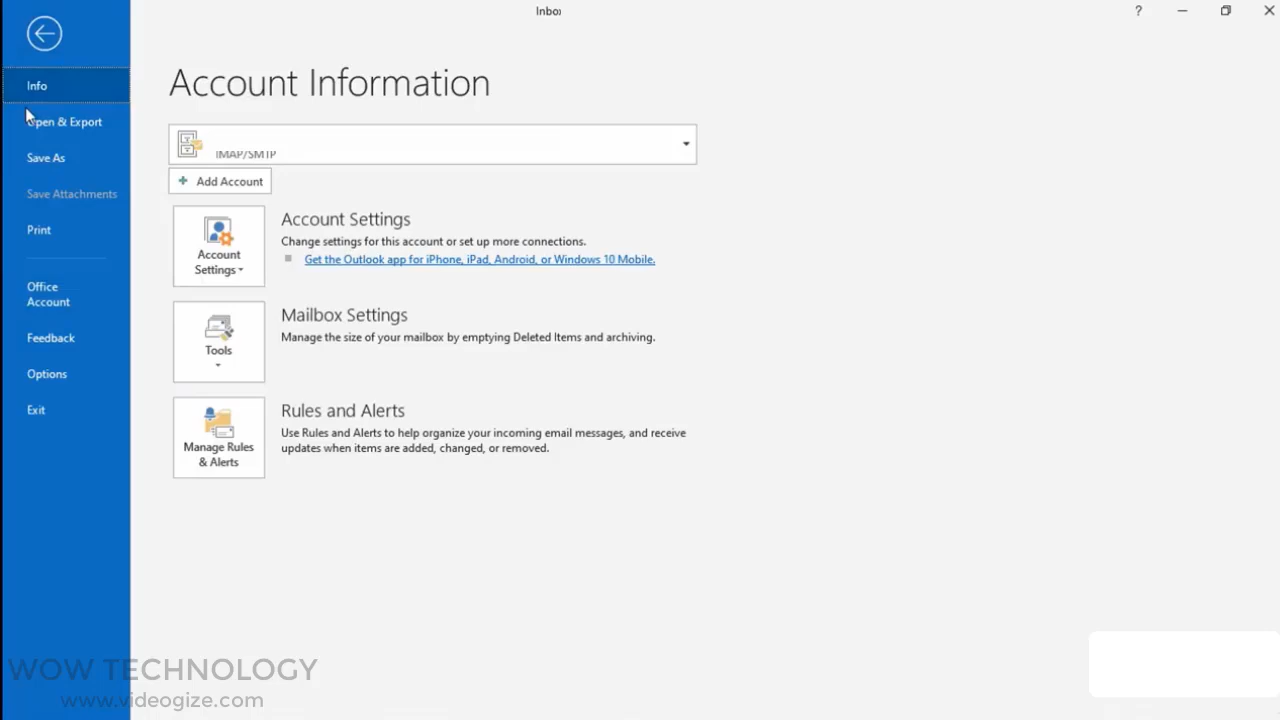 Inbox
?
Info
Open & Export
Save As
Save Attachments
Print
Office
Account
Feedback
Options
Exit
Account Information
IMAP/SMTP
+ Add Account
Account
Settings
Account Settings
Change settings for this account or set up more connections.
Get the Outlook app for iPhone, iPad, Android, or Windows 10 Mobile.
Tools
Mailbox Settings
Manage the size of your mailbox by emptying Deleted Items and archiving.
Manage Rules
& Alerts
Rules and Alerts
Use Rules and Alerts to help organize your incoming email messages, and receive
updates when items are added, changed, or removed.
WOW TECHNOLOGY
www.videogize.com